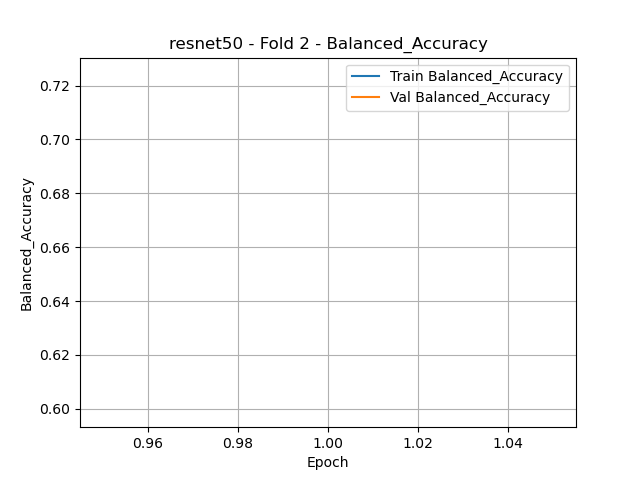 resnet50 - Fold 2 - Balanced_Accuracy
Train Balanced_Accuracy
Val Balanced_Accuracy
Balanced_Accuracy
0.72
0.70
0.68
0.66
0.64
0.62
0.60
0.96 0.98 1.00 1.02 1.04
Epoch